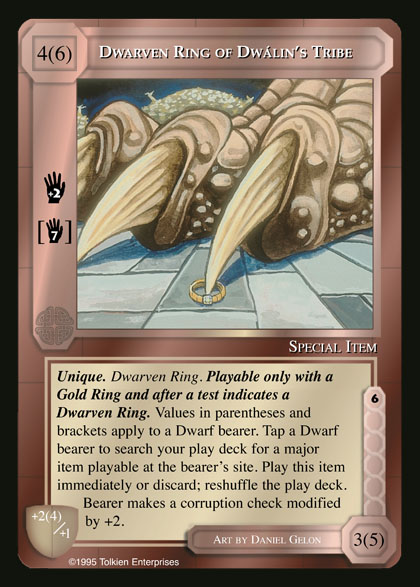 4(6)
Dwarven Ring of Dwálin's Tribe
+2
[7]
Special Item
Unique. Dwarven Ring. Playable only with a
Gold Ring and after a test indicates a
Dwarven Ring. Values in parentheses and
brackets apply to a Dwarf bearer. Tap a Dwarf
bearer to search your play deck for a major
item playable at the bearer's site. Play this item
immediately or discard; reshuffle the play deck.
Bearer makes a corruption check modified
by +2.
6
+2(4)
/+1
Art by Daniel Gelon
3(5)
©1995 Tolkien Enterprises